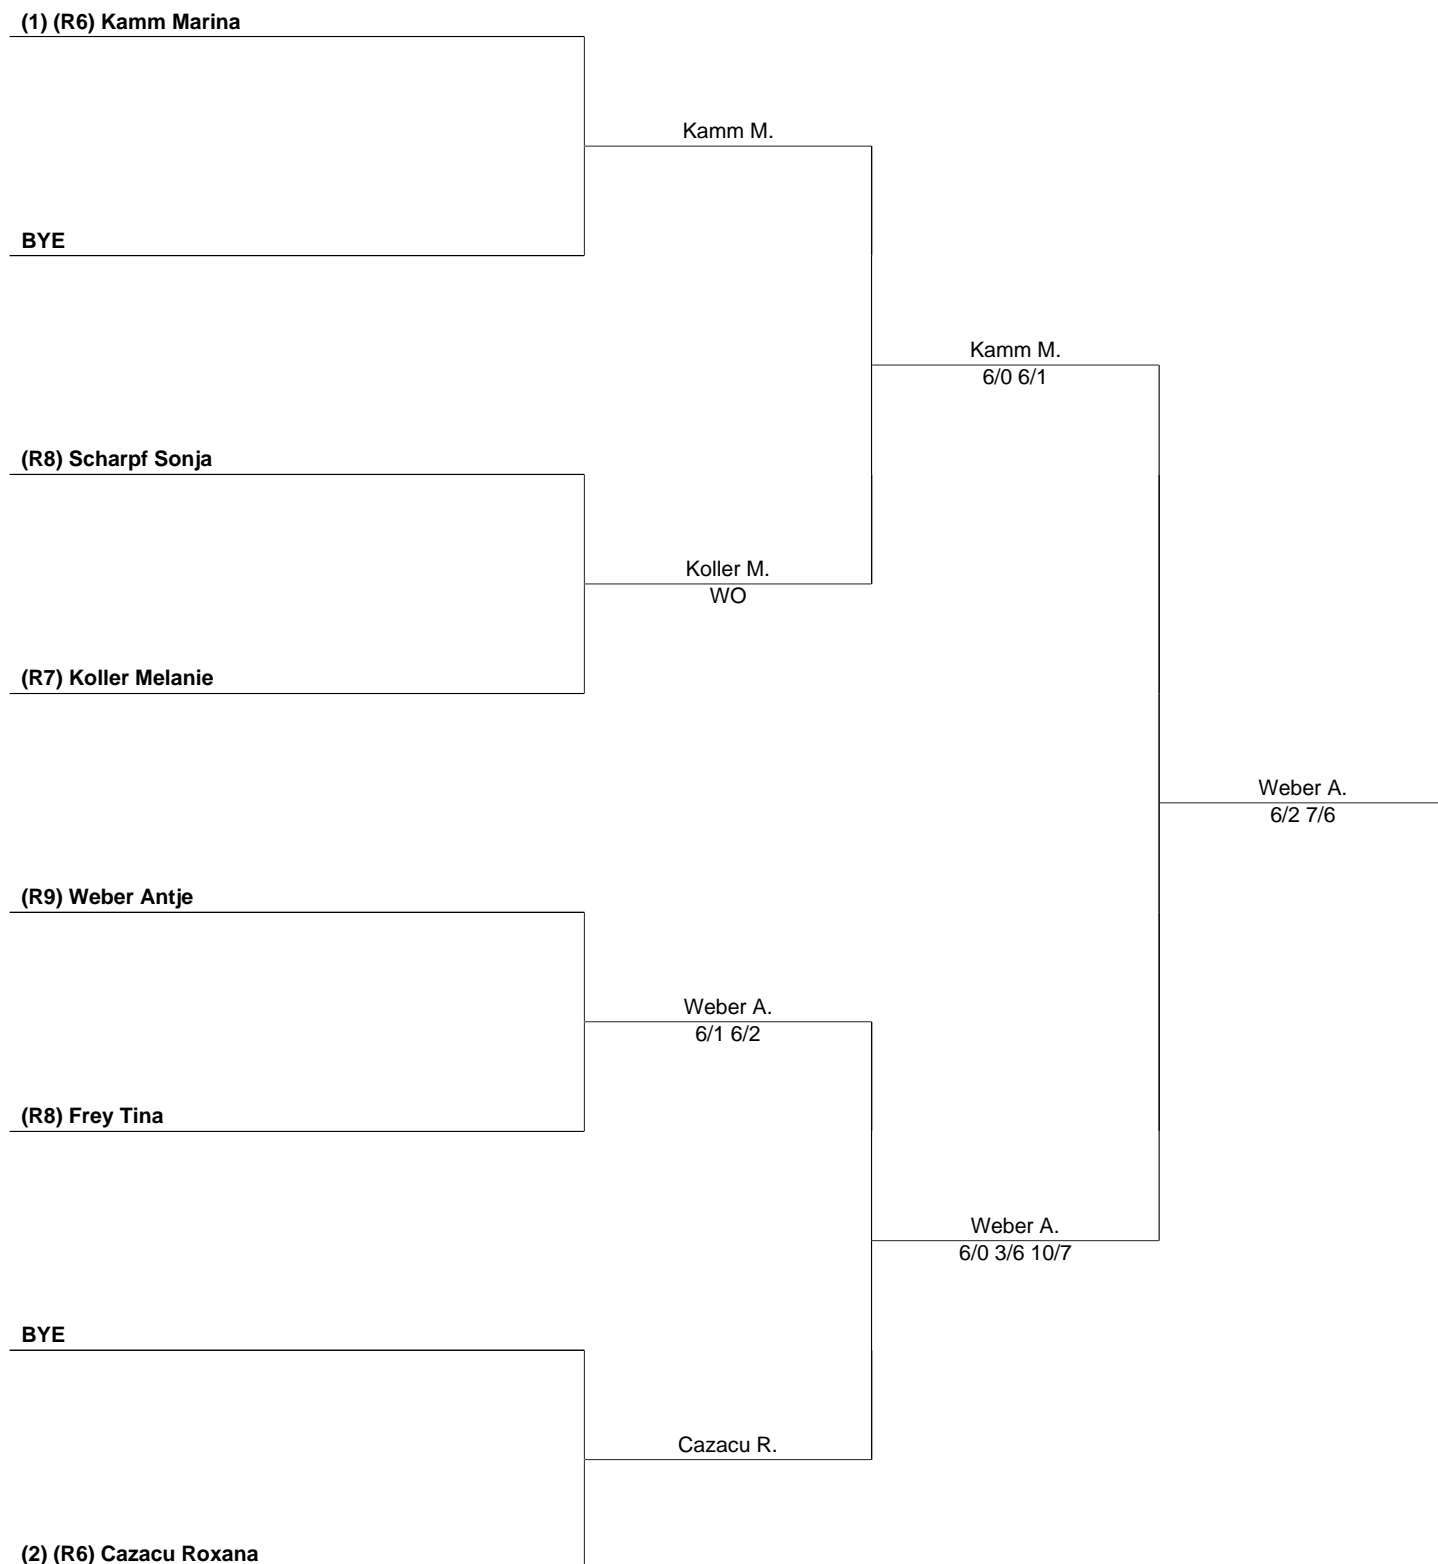 (1) (R6) Kamm Marina
Kamm M.
BYE
Kamm M.
6/0 6/1
(R8) Scharpf Sonja
Koller M.
WO
(R7) Koller Melanie
Weber A.
6/2 7/6
(R9) Weber Antje
Weber A.
6/1 6/2
(R8) Frey Tina
Weber A.
6/0 3/6 10/7
BYE
Cazacu R.
(2) (R6) Cazacu Roxana